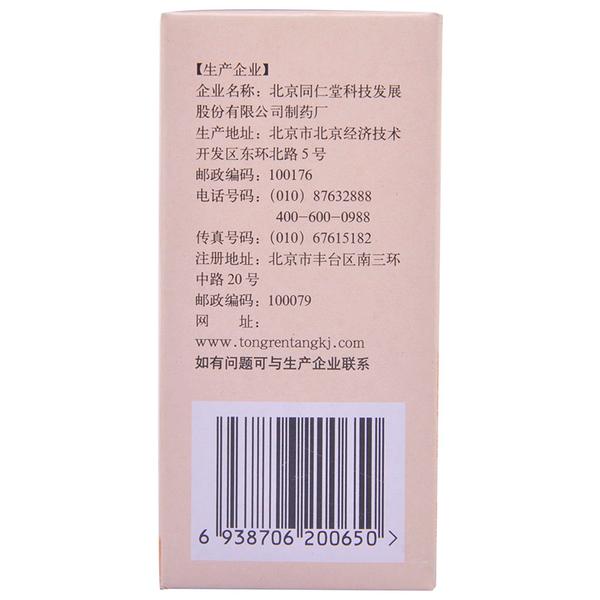 【生产企业】
企业名称：北京同仁堂科技发展
股份有限公司制药厂
生产地址：北京市北京经济技术
开发区东环北路 5 号
邮政编码：100176
电话号码：(010) 87632888
400-600-0988
传真号码：(010) 67615182
注册地址：北京市丰台区南三环
中路 20 号
邮政编码：100079
网　　址：
www.tongrentangkj.com
如有问题可与生产企业联系
6 938706 200650 >